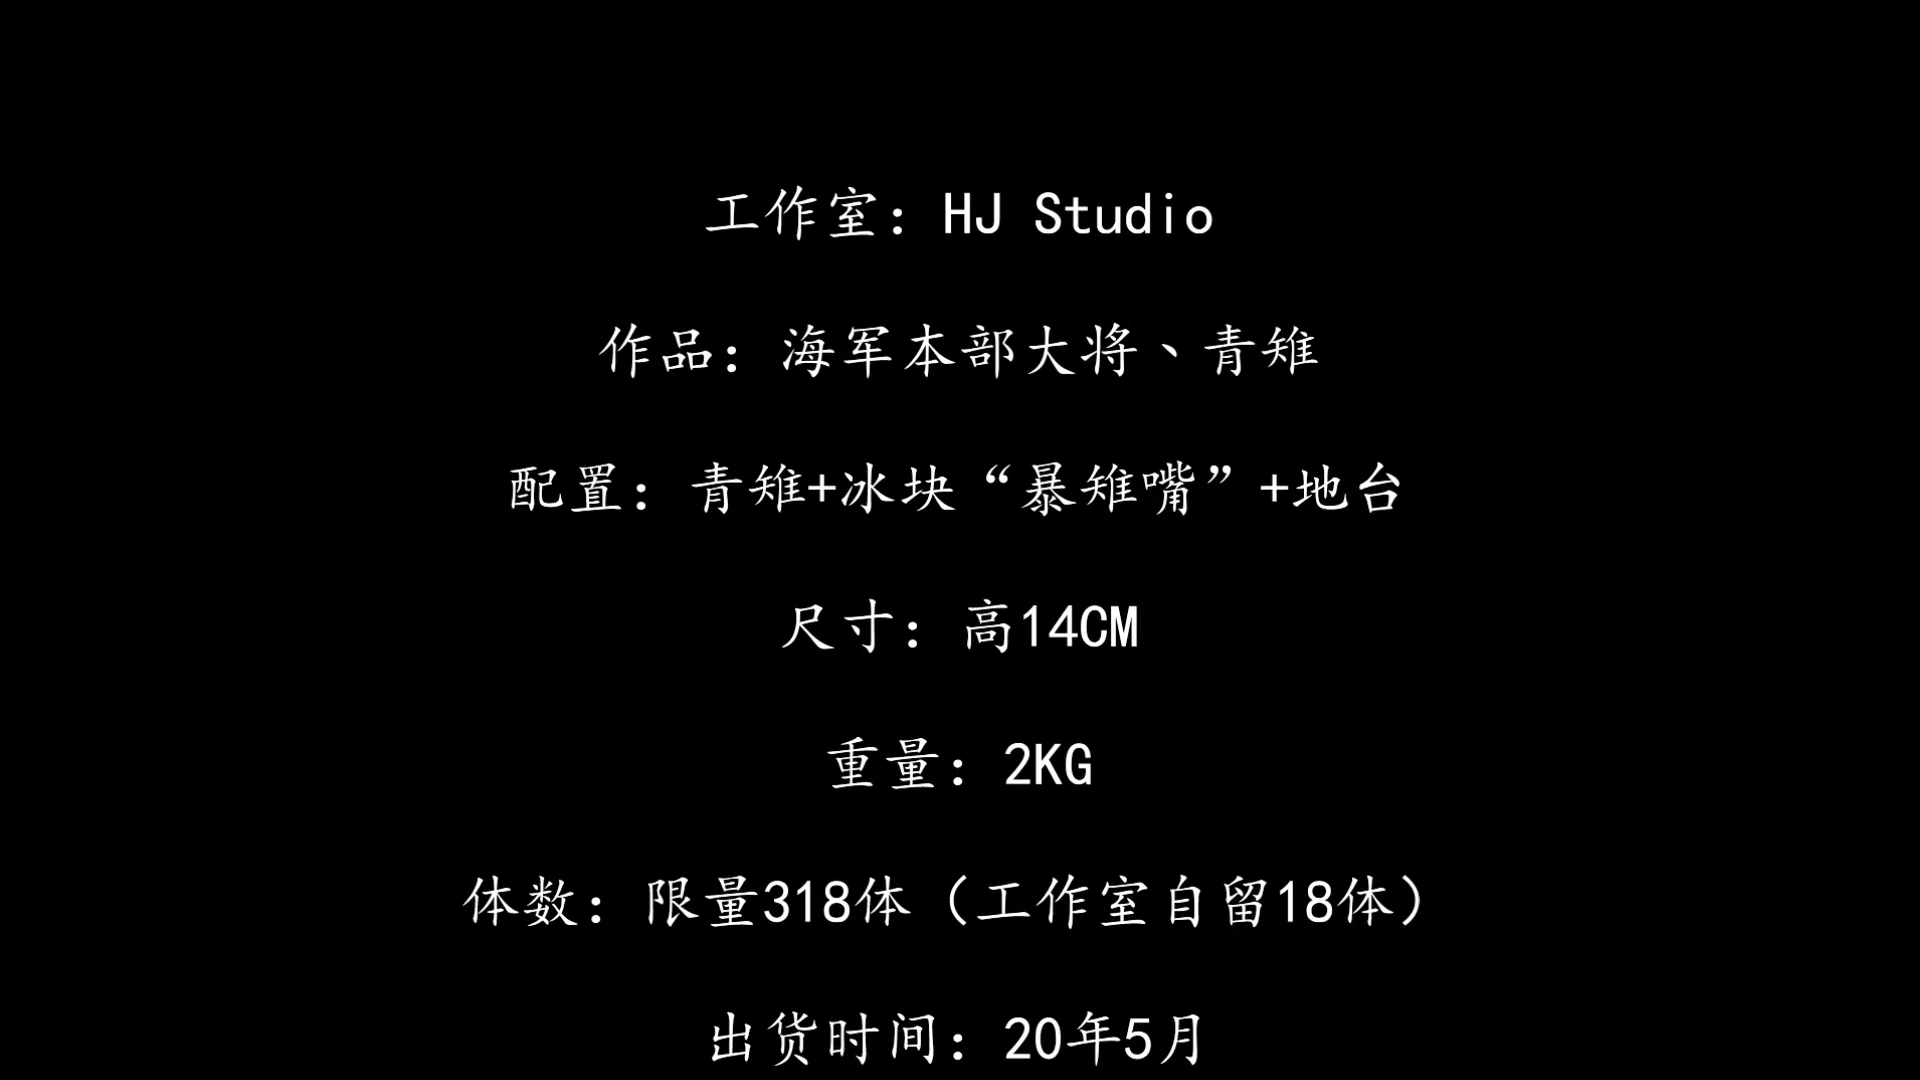 工作室：HJ Studio
作品：海军本部大将、青雉
配置：青雉+冰块“暴雉嘴”+地台
尺寸：高14CM
重量：2KG
体数：限量318体（工作室自留18体）
出货时间：20年5月